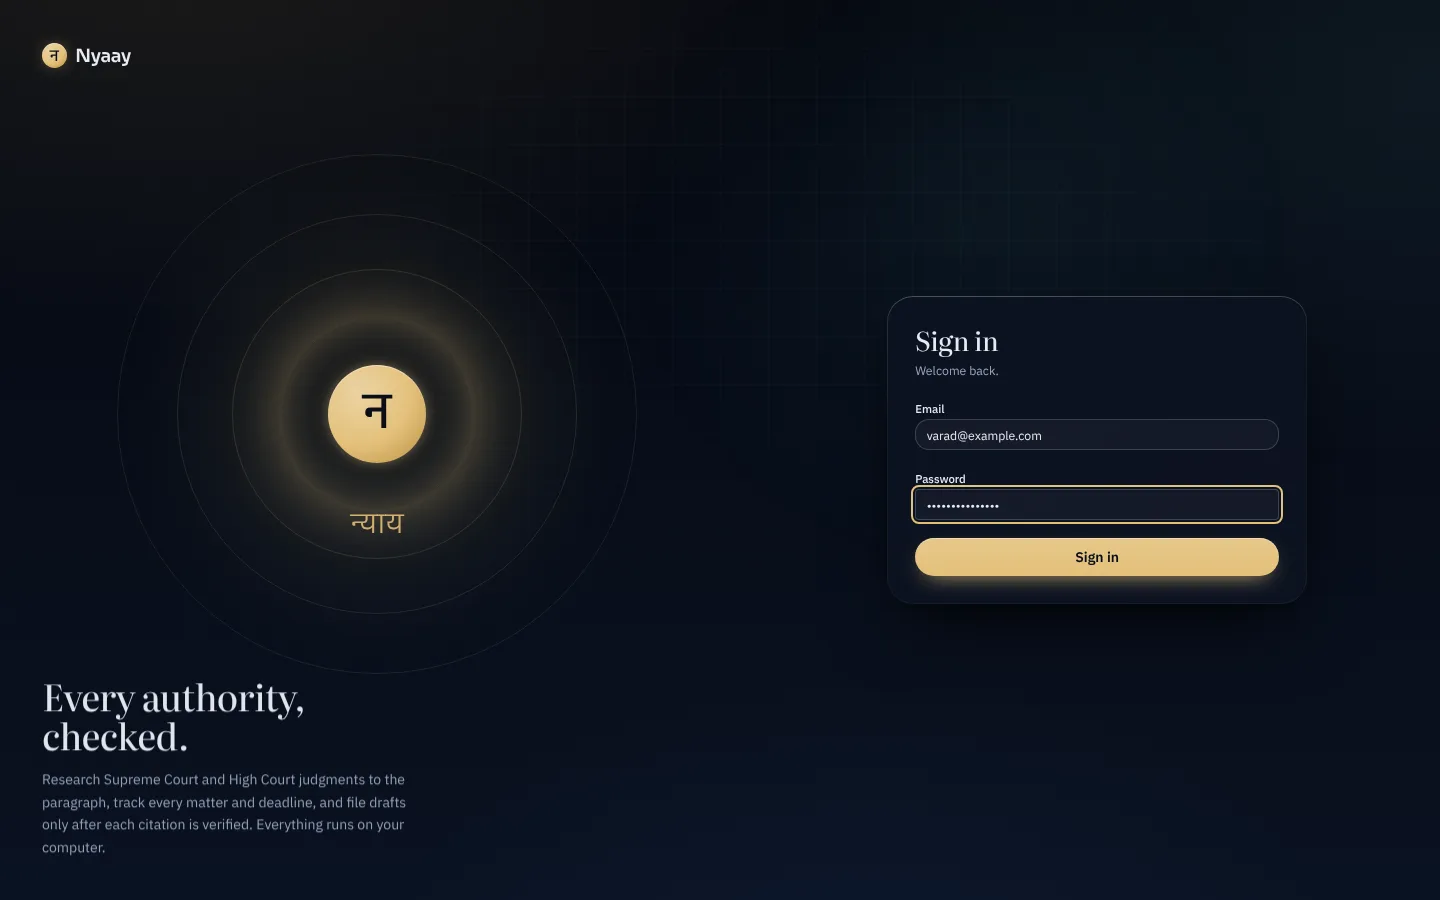 न Nyaay
न
न्याय
Every authority,
checked.
Research Supreme Court and High Court judgments to the
paragraph, track every matter and deadline, and file drafts
only after each citation is verified. Everything runs on your
computer.
Sign in
Welcome back.
Email
varad@example.com
Password
•••••••••••••••
Sign in